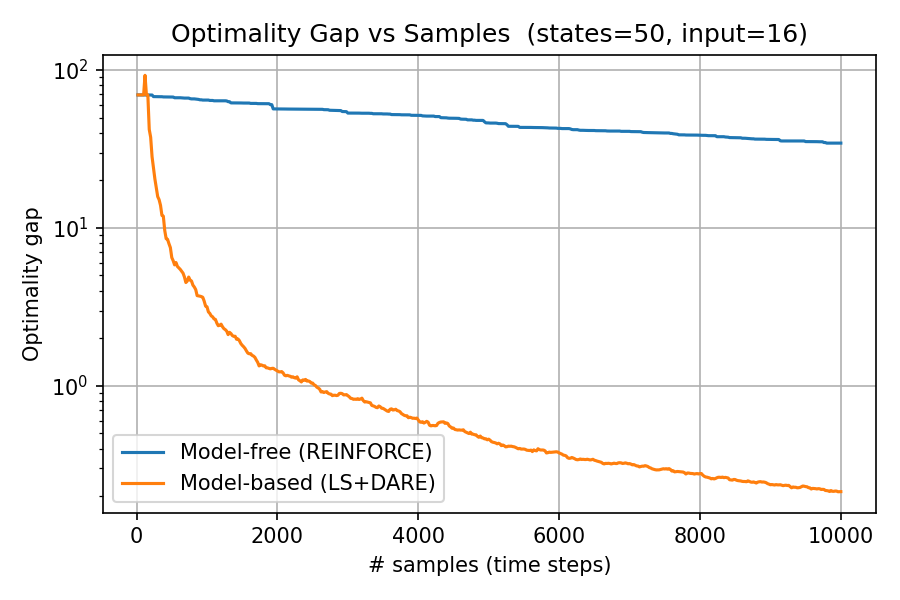 Optimality Gap vs Samples  (states=50, input=16)
10²
10¹
10⁰
Optimality gap
Model-free (REINFORCE)
Model-based (LS+DARE)
0 2000 4000 6000 8000 10000
# samples (time steps)